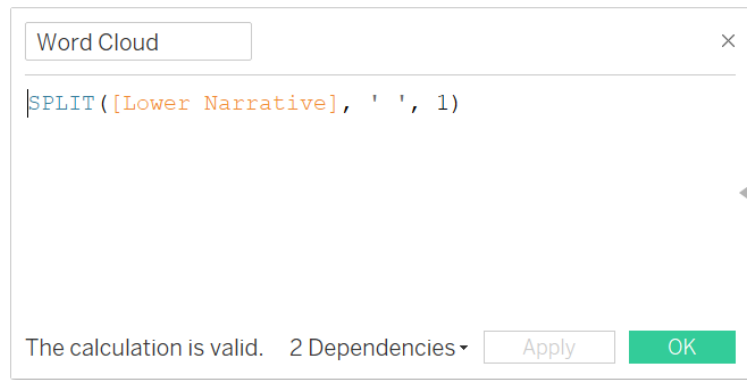 Word Cloud
SPLIT([Lower Narrative], ' ', 1)
The calculation is valid. 2 Dependencies Apply OK